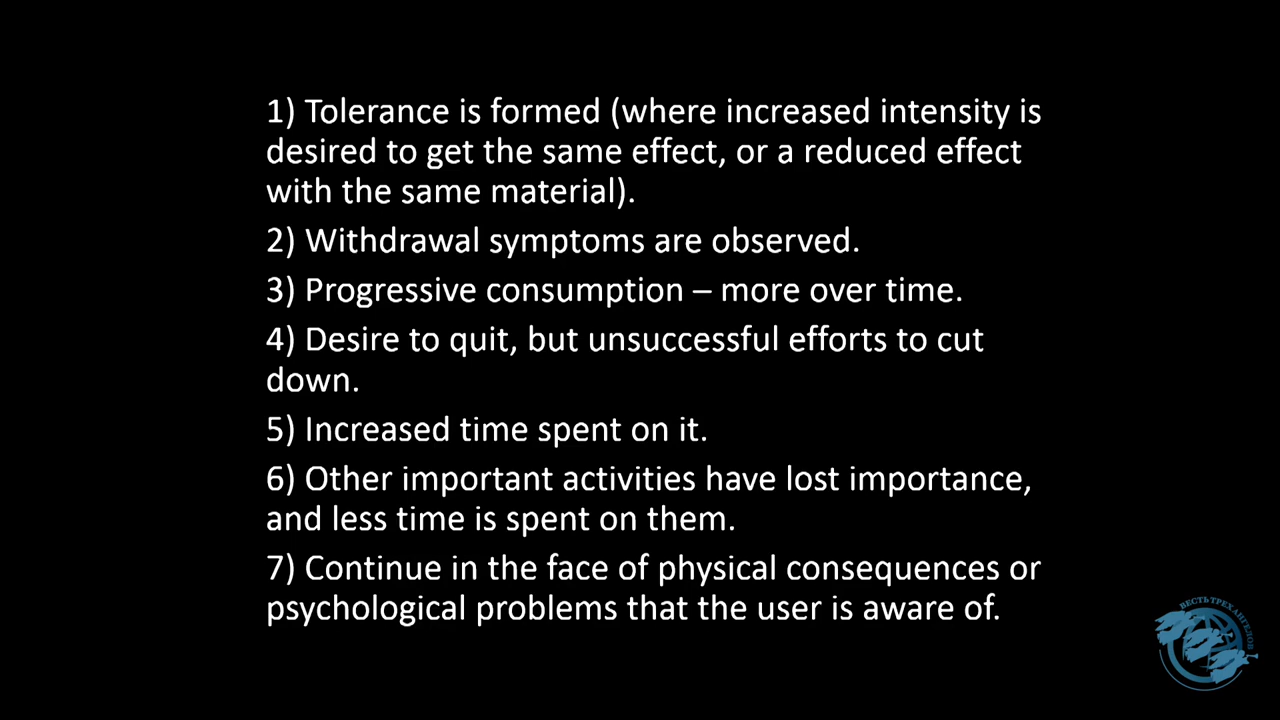 1) Tolerance is formed (where increased intensity is
desired to get the same effect, or a reduced effect
with the same material).
2) Withdrawal symptoms are observed.
3) Progressive consumption – more over time.
4) Desire to quit, but unsuccessful efforts to cut
down.
5) Increased time spent on it.
6) Other important activities have lost importance,
and less time is spent on them.
7) Continue in the face of physical consequences or
psychological problems that the user is aware of.
ВЕСТЬ ТРЕХ АНГЕЛОВ